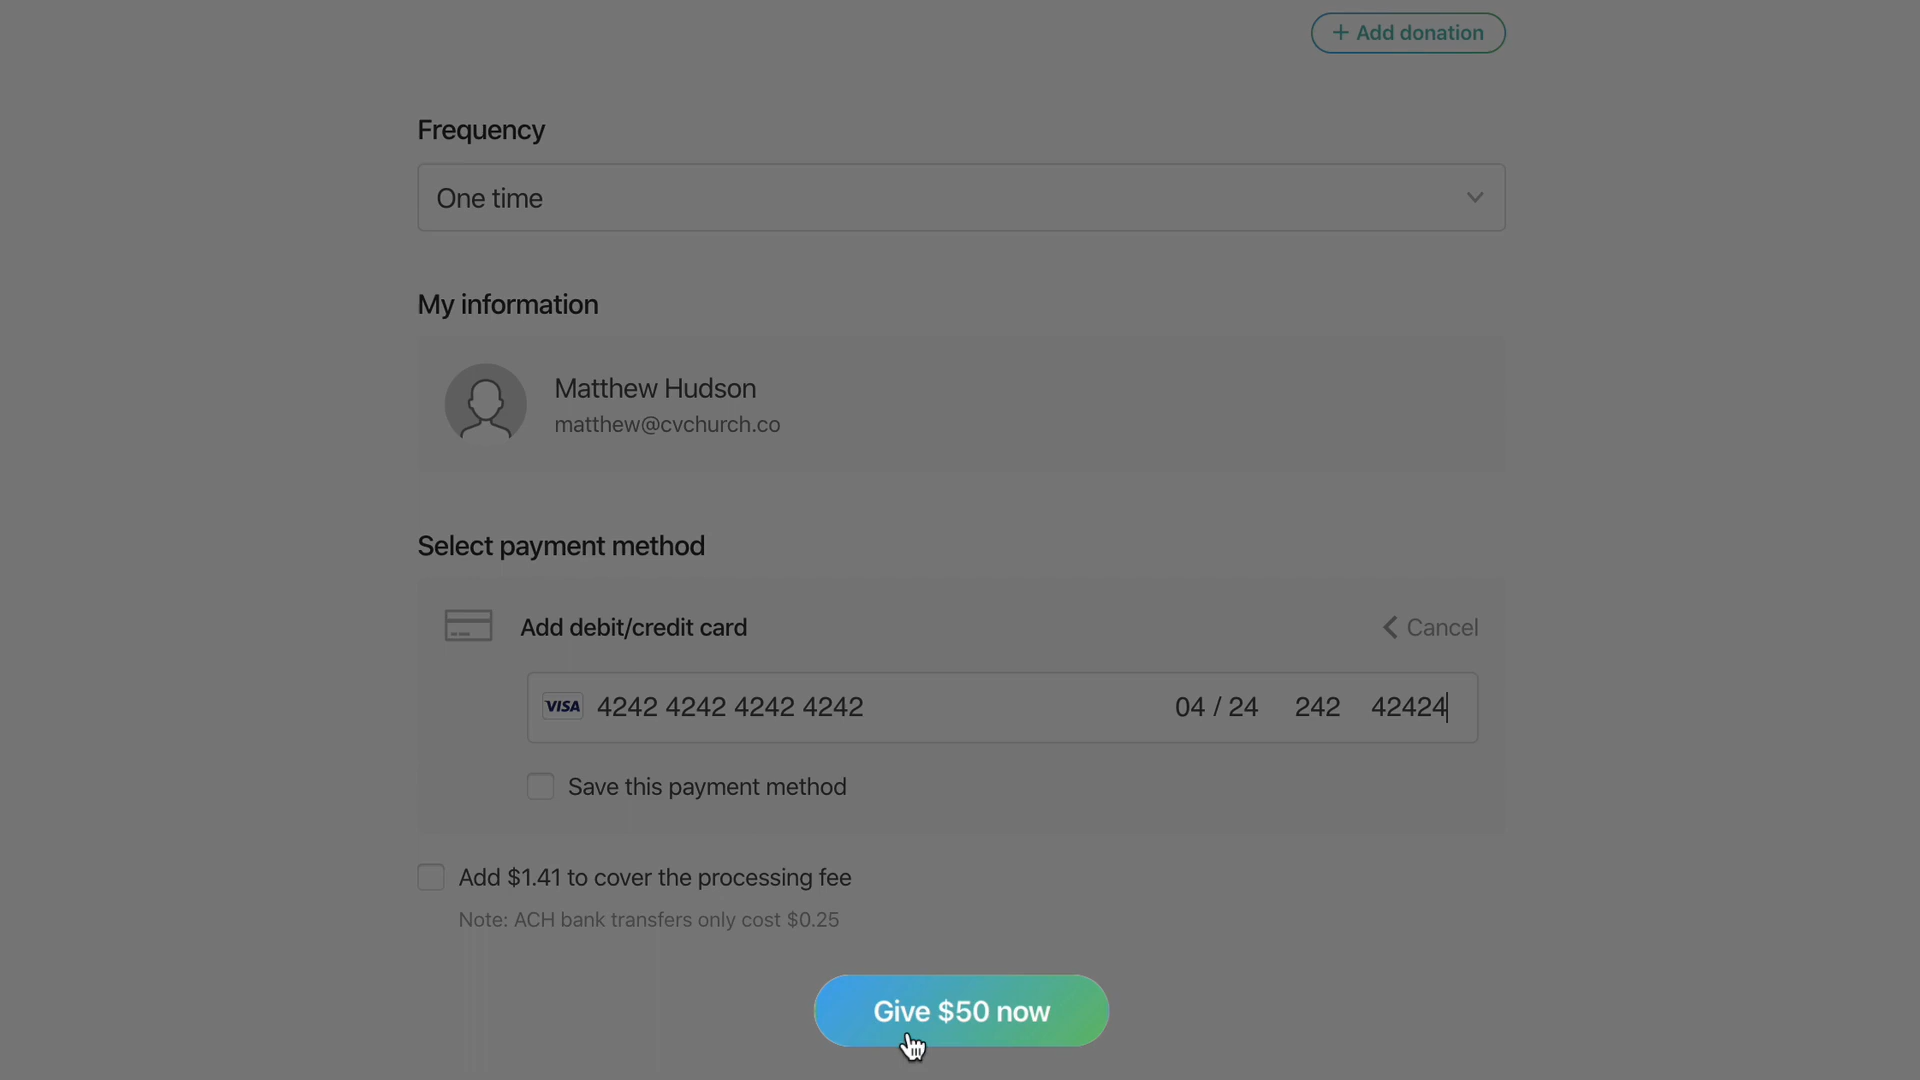 + Add donation
Frequency
One time
My information
Matthew Hudson
matthew@cvchurch.co
Select payment method
Add debit/credit card
Cancel
VISA 4242 4242 4242 4242 04 / 24 242 42424
Save this payment method
Add $1.41 to cover the processing fee
Note: ACH bank transfers only cost $0.25
Give $50 now